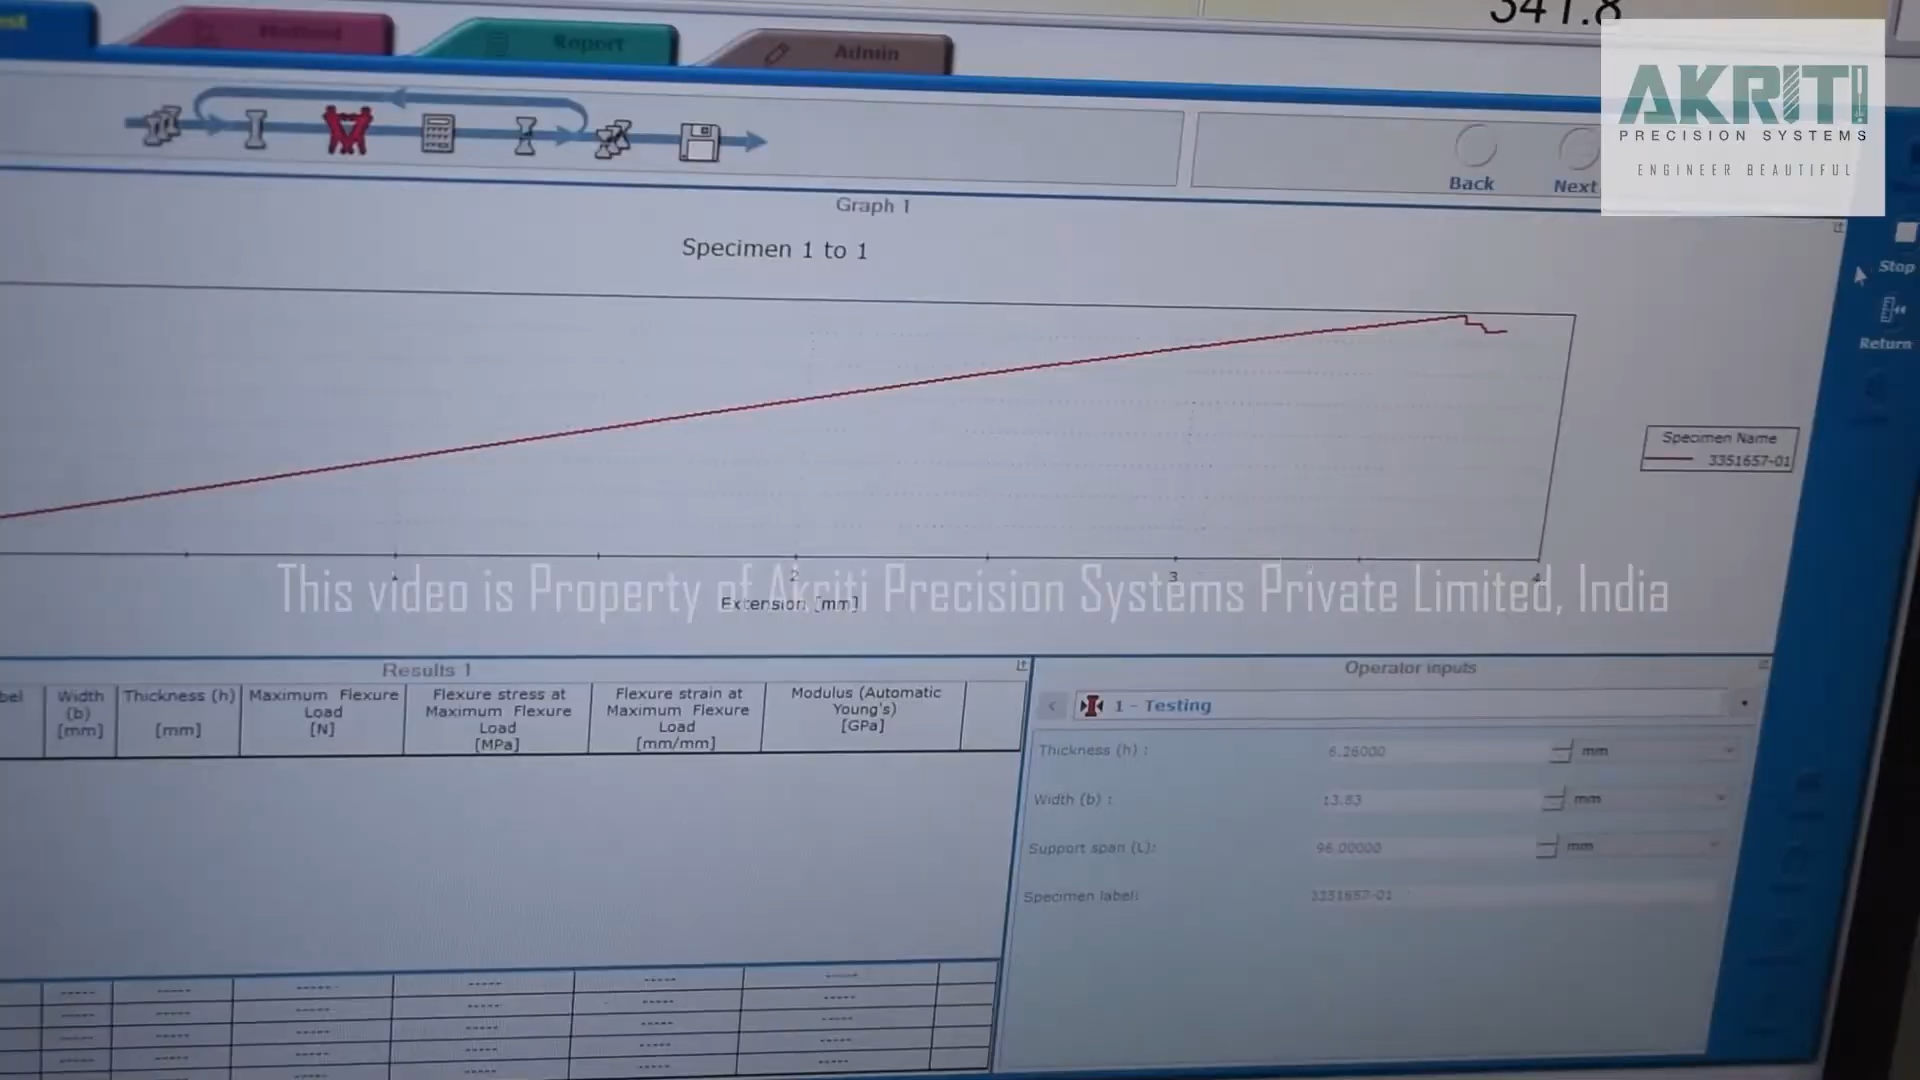 est
Method
Report
Admin
341.8
AKRITI
PRECISION SYSTEMS
ENGINEER BEAUTIFUL
Back
Next
Graph 1
Specimen 1 to 1
Stop
Return
Specimen Name
3351657-01
2
3
4
Extension [mm]
This video is Property of Akriti Precision Systems Private Limited, India
Results 1
bel
Width (b) [mm]
Thickness (h) [mm]
Maximum Flexure Load [N]
Flexure stress at Maximum Flexure Load [MPa]
Flexure strain at Maximum Flexure Load [mm/mm]
Modulus (Automatic Young's) [GPa]
Operator inputs
1 - Testing
Thickness (h) : 6.26000 mm
Width (b) : 13.83 mm
Support span (L): 96.00000 mm
Specimen label: 3351657-01